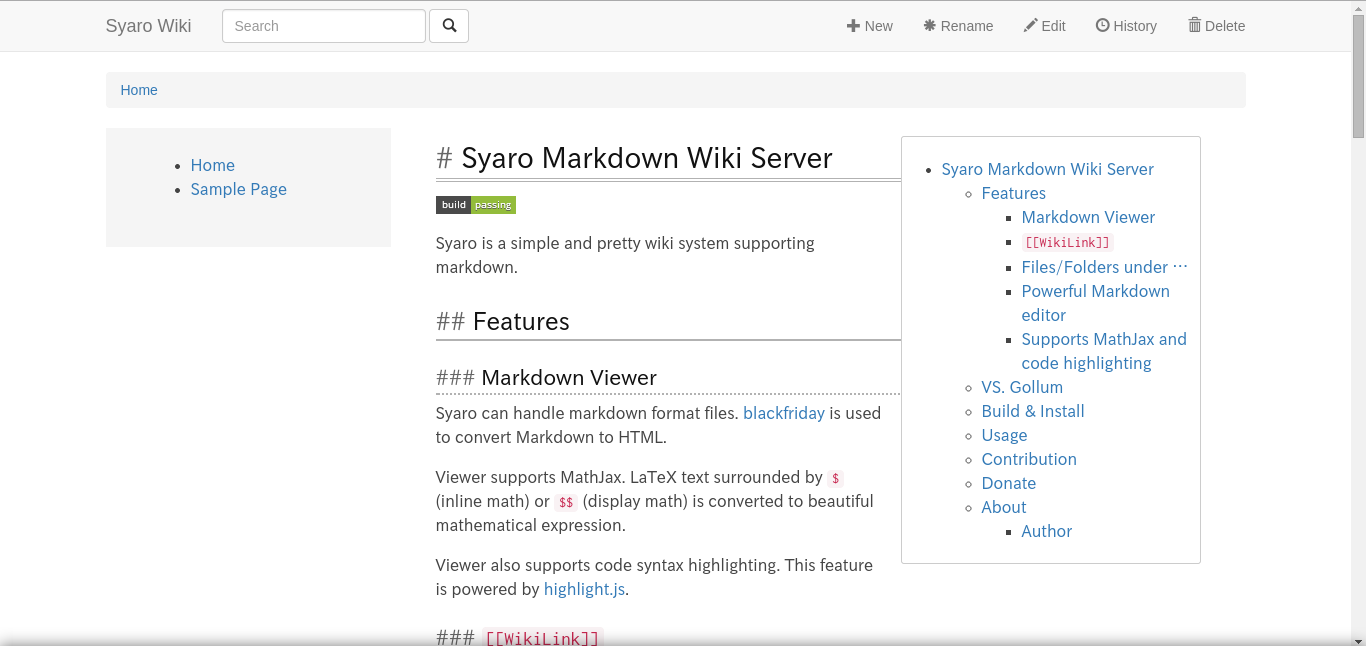 Syaro Wiki
Search
New
Rename
Edit
History
Delete
Home
Home
Sample Page
# Syaro Markdown Wiki Server
build passing
Syaro is a simple and pretty wiki system supporting
markdown.
## Features
### Markdown Viewer
Syaro can handle markdown format files. blackfriday is used
to convert Markdown to HTML.
Viewer supports MathJax. LaTeX text surrounded by $
(inline math) or $$ (display math) is converted to beautiful
mathematical expression.
Viewer also supports code syntax highlighting. This feature
is powered by highlight.js.
### [[WikiLink]]
Syaro Markdown Wiki Server
Features
Markdown Viewer
[[WikiLink]]
Files/Folders under …
Powerful Markdown
editor
Supports MathJax and
code highlighting
VS. Gollum
Build & Install
Usage
Contribution
Donate
About
Author